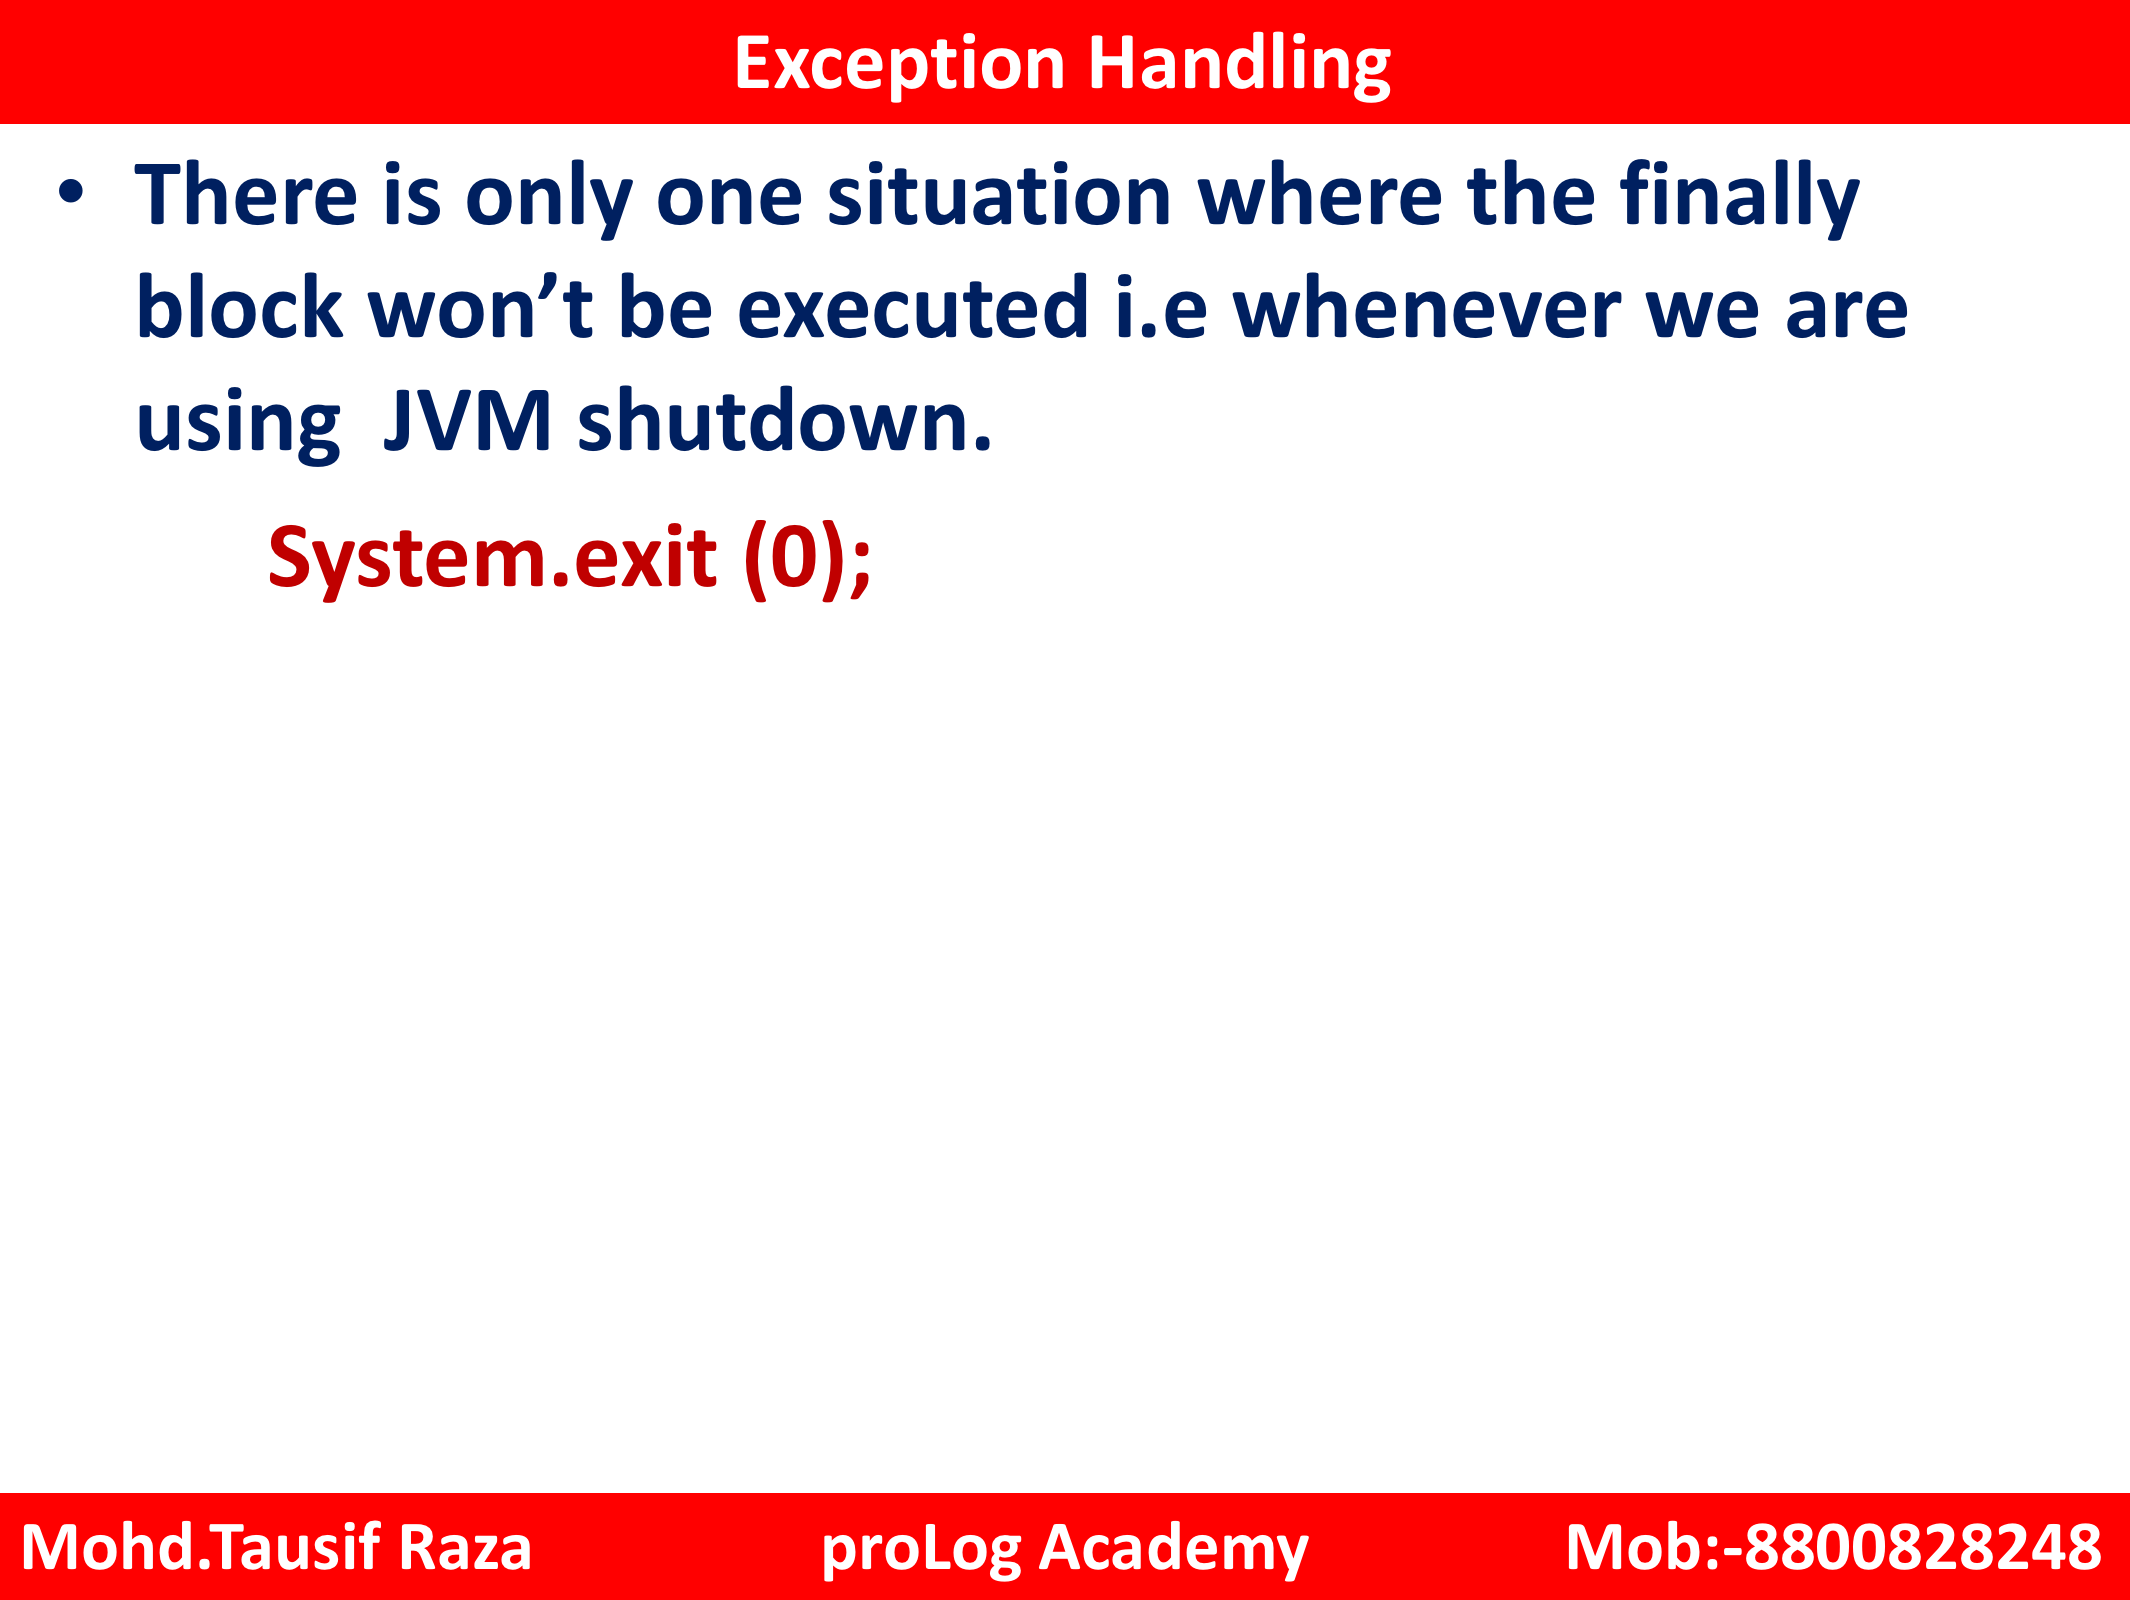 Exception Handling
• There is only one situation where the finally
block won’t be executed i.e whenever we are
using  JVM shutdown.
System.exit (0);
Mohd.Tausif Raza proLog Academy Mob:-8800828248